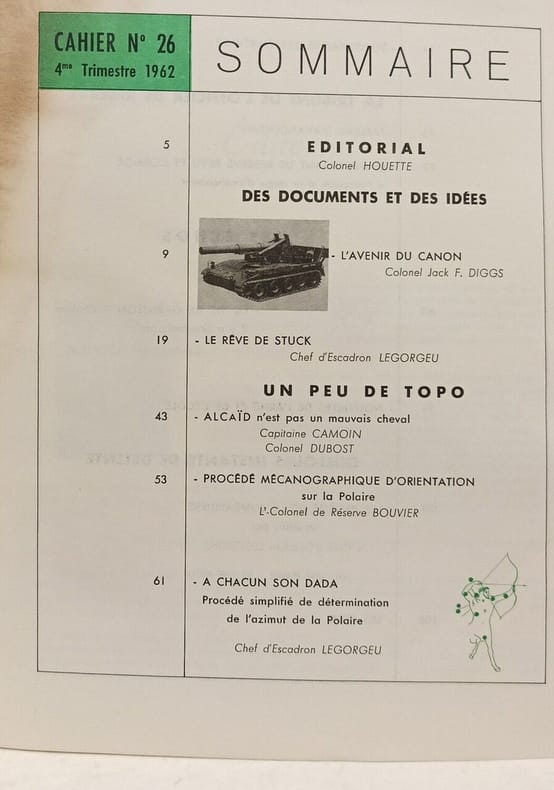 CAHIER N° 26
4me Trimestre 1962
SOMMAIRE
5
EDITORIAL
Colonel HOUETTE
DES DOCUMENTS ET DES IDÉES
9
- L'AVENIR DU CANON
Colonel Jack F. DIGGS
19
- LE RÊVE DE STUCK
Chef d'Escadron LEGORGEU
UN PEU DE TOPO
43
- ALCAÏD n'est pas un mauvais cheval
Capitaine CAMOIN
Colonel DUBOST
53
- PROCÉDÉ MÉCANOGRAPHIQUE D'ORIENTATION
sur la Polaire
Lt-Colonel de Réserve BOUVIER
61
- A CHACUN SON DADA
Procédé simplifié de détermination
de l'azimut de la Polaire
Chef d'Escadron LEGORGEU